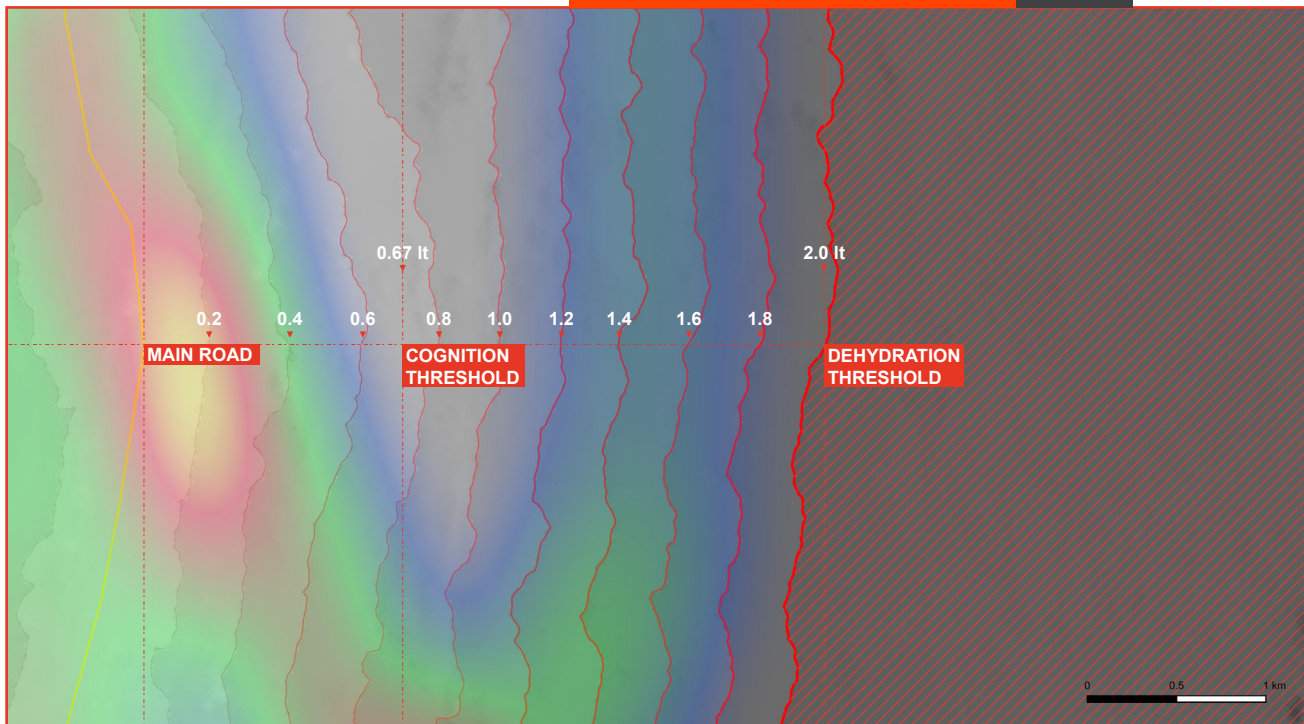 0.67 lt
2.0 lt
0.2
0.4
0.6
0.8
1.0
1.2
1.4
1.6
1.8
MAIN ROAD
COGNITION
THRESHOLD
DEHYDRATION
THRESHOLD
0
0.5
1 km